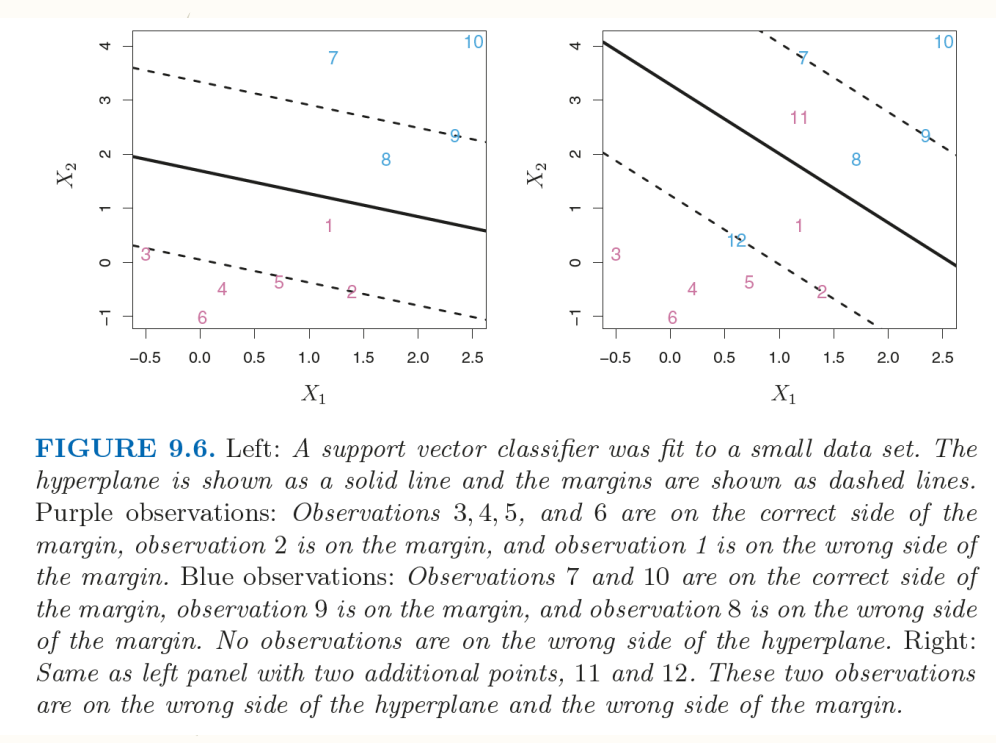 4
3
2
1
0
−1
X2
7
10
9
8
1
3
4
5
2
6
−0.5 0.0 0.5 1.0 1.5 2.0 2.5
X1
4
3
2
1
0
−1
X2
7
10
11
9
8
12
1
3
4
5
2
6
−0.5 0.0 0.5 1.0 1.5 2.0 2.5
X1
FIGURE 9.6. Left: A support vector classifier was fit to a small data set. The
hyperplane is shown as a solid line and the margins are shown as dashed lines.
Purple observations: Observations 3, 4, 5, and 6 are on the correct side of the
margin, observation 2 is on the margin, and observation 1 is on the wrong side of
the margin. Blue observations: Observations 7 and 10 are on the correct side of
the margin, observation 9 is on the margin, and observation 8 is on the wrong side
of the margin. No observations are on the wrong side of the hyperplane. Right:
Same as left panel with two additional points, 11 and 12. These two observations
are on the wrong side of the hyperplane and the wrong side of the margin.